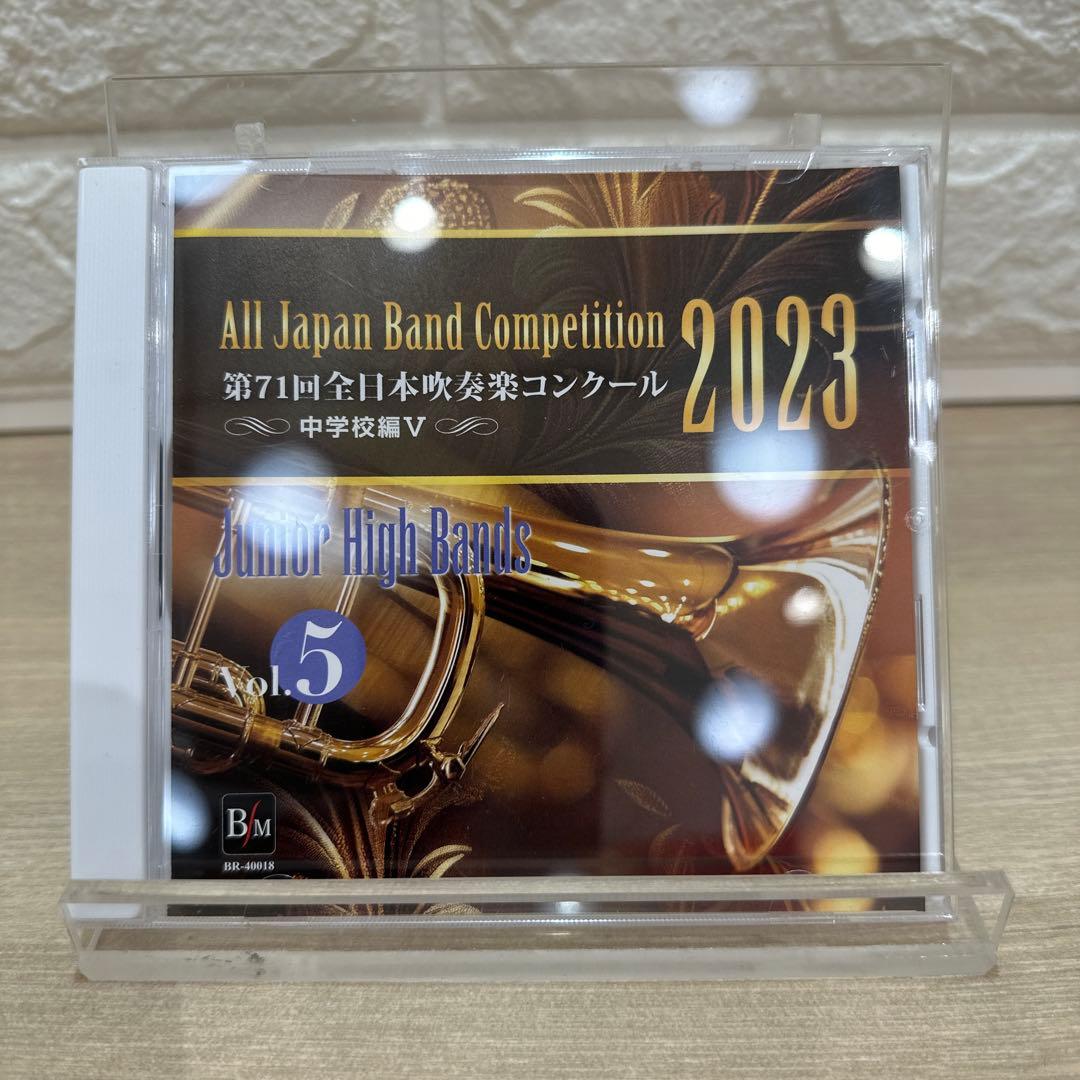 All Japan Band Competition 2023
第71回全日本吹奏楽コンクール
中学校編V
Junior High Bands
Vol.5
B/M
BR-40018